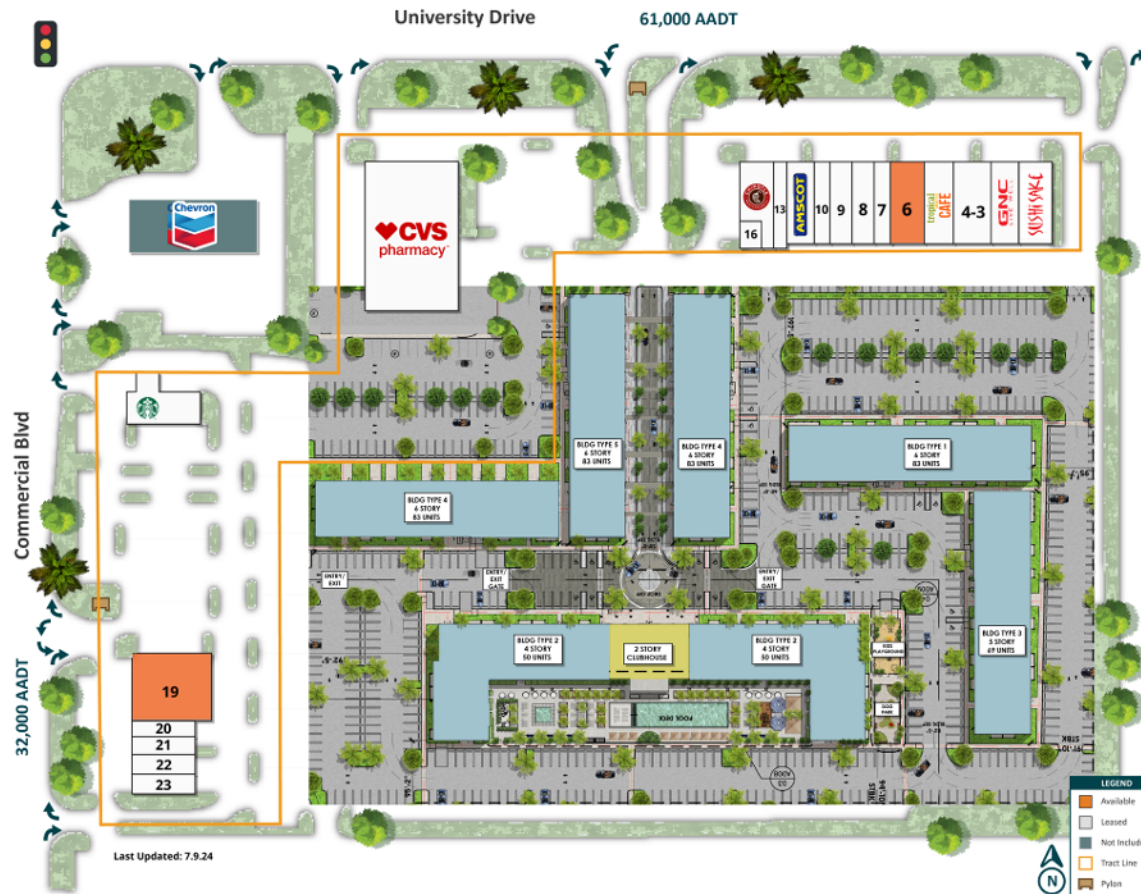 University Drive
61,000 AADT
Chevron
CVS
pharmacy
16
13
AMSCOT
10
9
8
7
6
tropical
CAFE
4-3
GNC
LIVE WELL
SUSHI SAKE
Commercial Blvd
32,000 AADT
BLDG TYPE 5
6 STORY
83 UNITS
BLDG TYPE 4
6 STORY
83 UNITS
BLDG TYPE 1
6 STORY
83 UNITS
BLDG TYPE 4
6 STORY
83 UNITS
ENTRY/
EXIT
GATE
ENTRY/
EXIT
GATE
ENTRY/
EXIT
BLDG TYPE 2
4 STORY
50 UNITS
2 STORY
CLUBHOUSE
BLDG TYPE 2
4 STORY
50 UNITS
KIDS
PLAYGROUND
BLDG TYPE 3
5 STORY
69 UNITS
DOG
PARK
POOL DECK
19
20
21
22
23
Last Updated: 7.9.24
LEGEND
Available
Leased
Not Include
Tract Line
Pylon
N